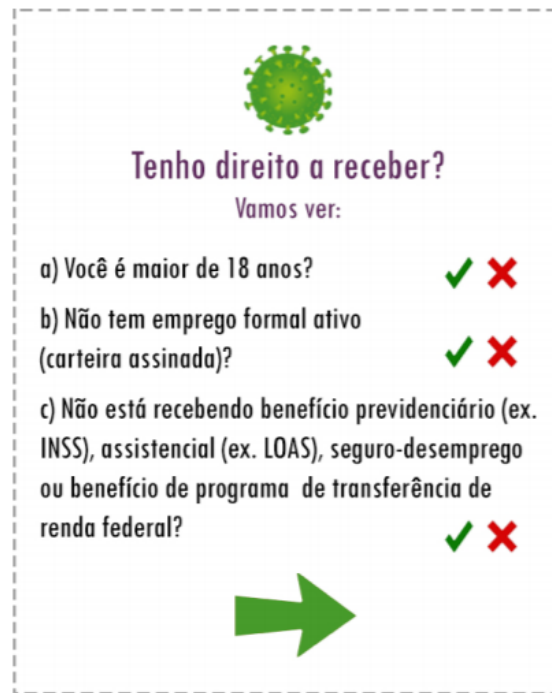 Tenho direito a receber?
Vamos ver:
a) Você é maior de 18 anos?
b) Não tem emprego formal ativo
(carteira assinada)?
c) Não está recebendo benefício previdenciário (ex.
INSS), assistencial (ex. LOAS), seguro-desemprego
ou benefício de programa de transferência de
renda federal?